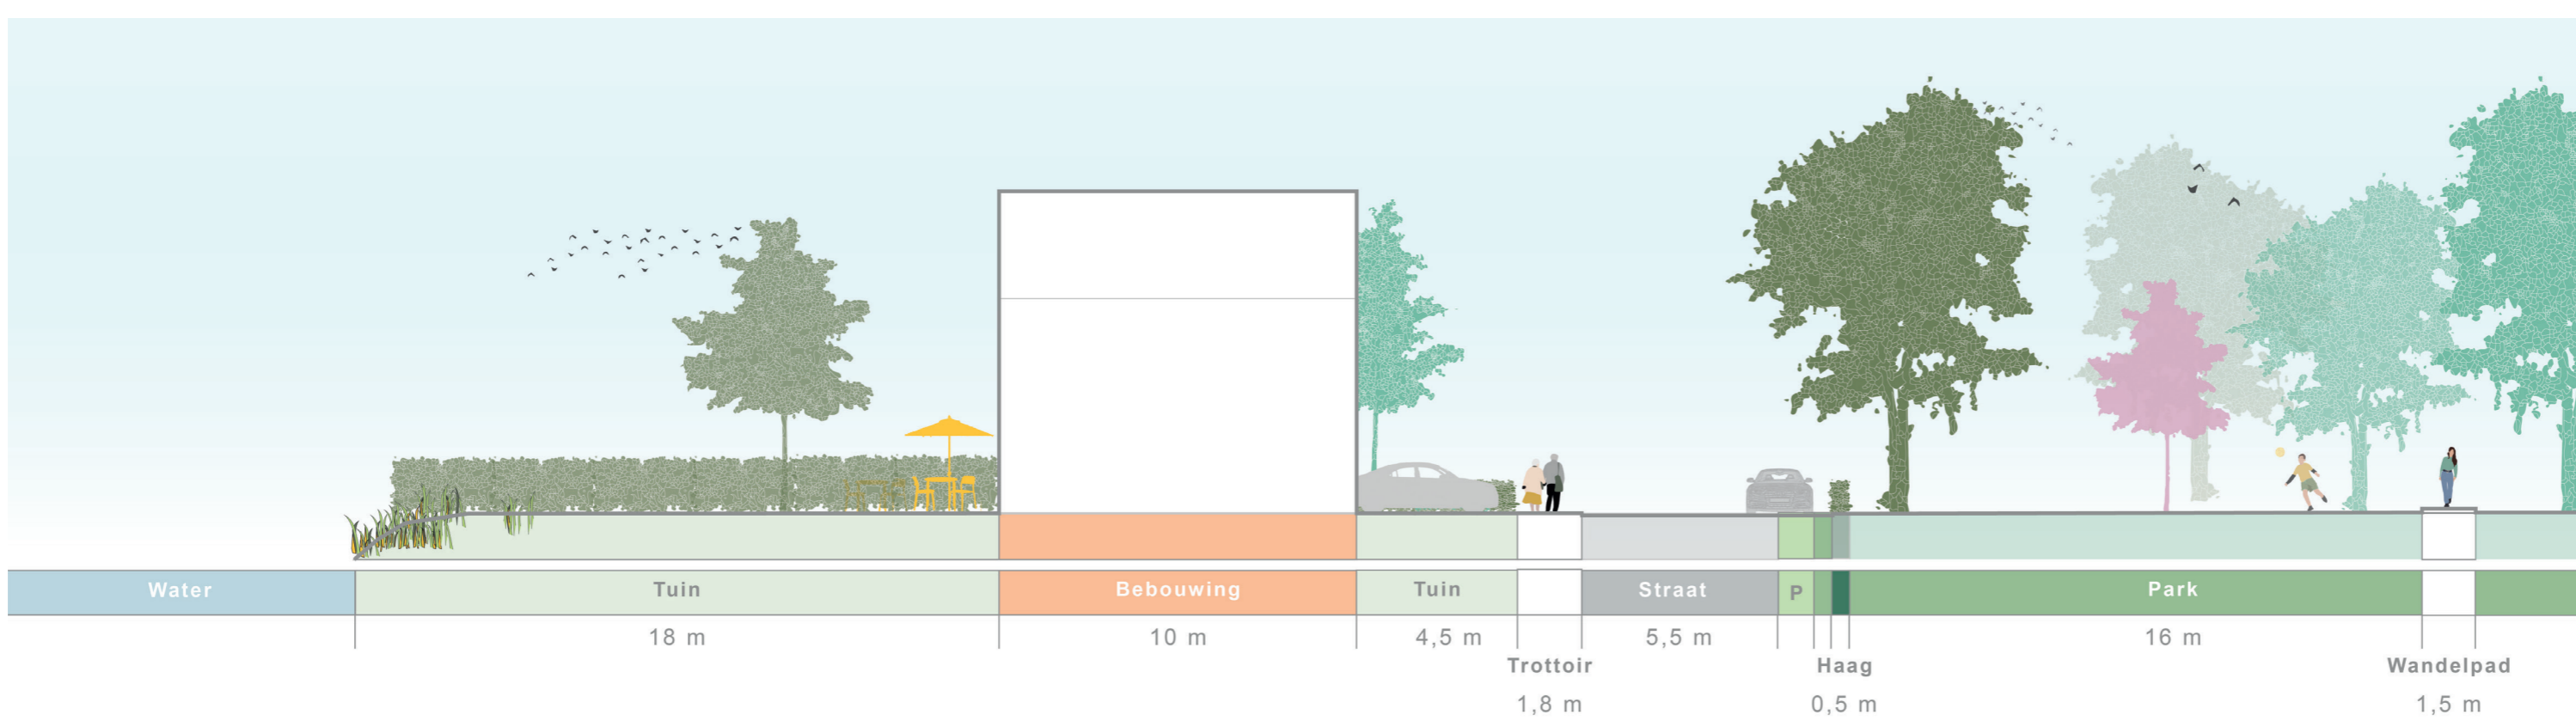 Water Tuin Bebouwing Tuin Straat P Park
18 m 10 m 4,5 m 5,5 m 16 m
Trottoir Haag Wandelpad
1,8 m 0,5 m 1,5 m